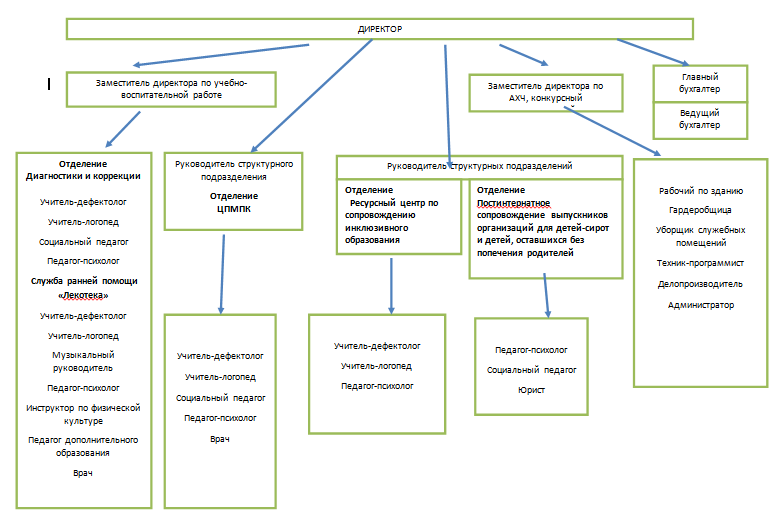 ДИРЕКТОР
Заместитель директора по учебно-
воспитательной работе
Заместитель директора по
АХЧ, конкурсный
Главный
бухгалтер
Ведущий
бухгалтер
Отделение
Диагностики и коррекции
Учитель-дефектолог
Учитель-логопед
Социальный педагог
Педагог-психолог
Служба ранней помощи
«Лекотека»
Учитель-дефектолог
Учитель-логопед
Музыкальный
руководитель
Педагог-психолог
Инструктор по физической
культуре
Педагог дополнительного
образования
Врач
Руководитель структурного
подразделения
Отделение
ЦПМПК
Учитель-дефектолог
Учитель-логопед
Социальный педагог
Педагог-психолог
Врач
Руководитель структурных подразделений
Отделение
Ресурсный центр по
сопровождению
инклюзивного
образования
Учитель-дефектолог
Учитель-логопед
Педагог-психолог
Отделение
Постинтернатное
сопровождение выпускников
организаций для детей-сирот
и детей, оставшихся без
попечения родителей
Педагог-психолог
Социальный педагог
Юрист
Рабочий по зданию
Гардеробщица
Уборщик служебных
помещений
Техник-программист
Делопроизводитель
Администратор